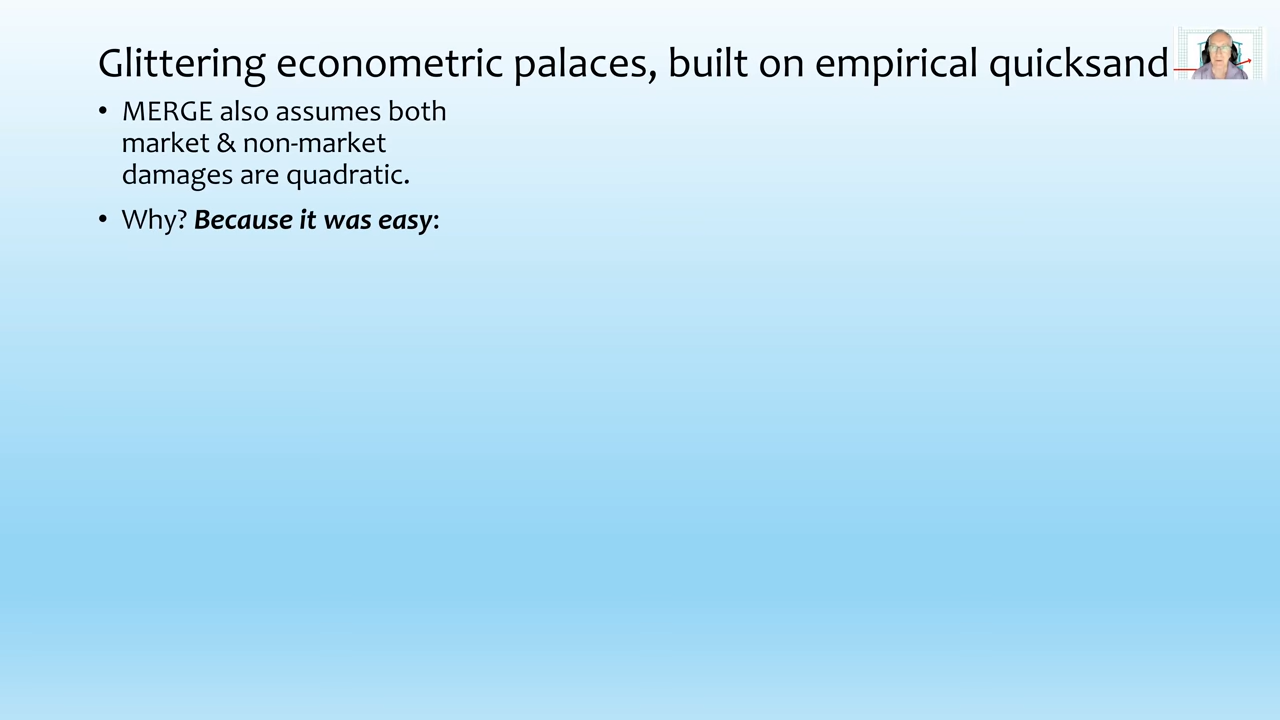 Glittering econometric palaces, built on empirical quicksand
• MERGE also assumes both
market & non-market
damages are quadratic.
• Why? Because it was easy: